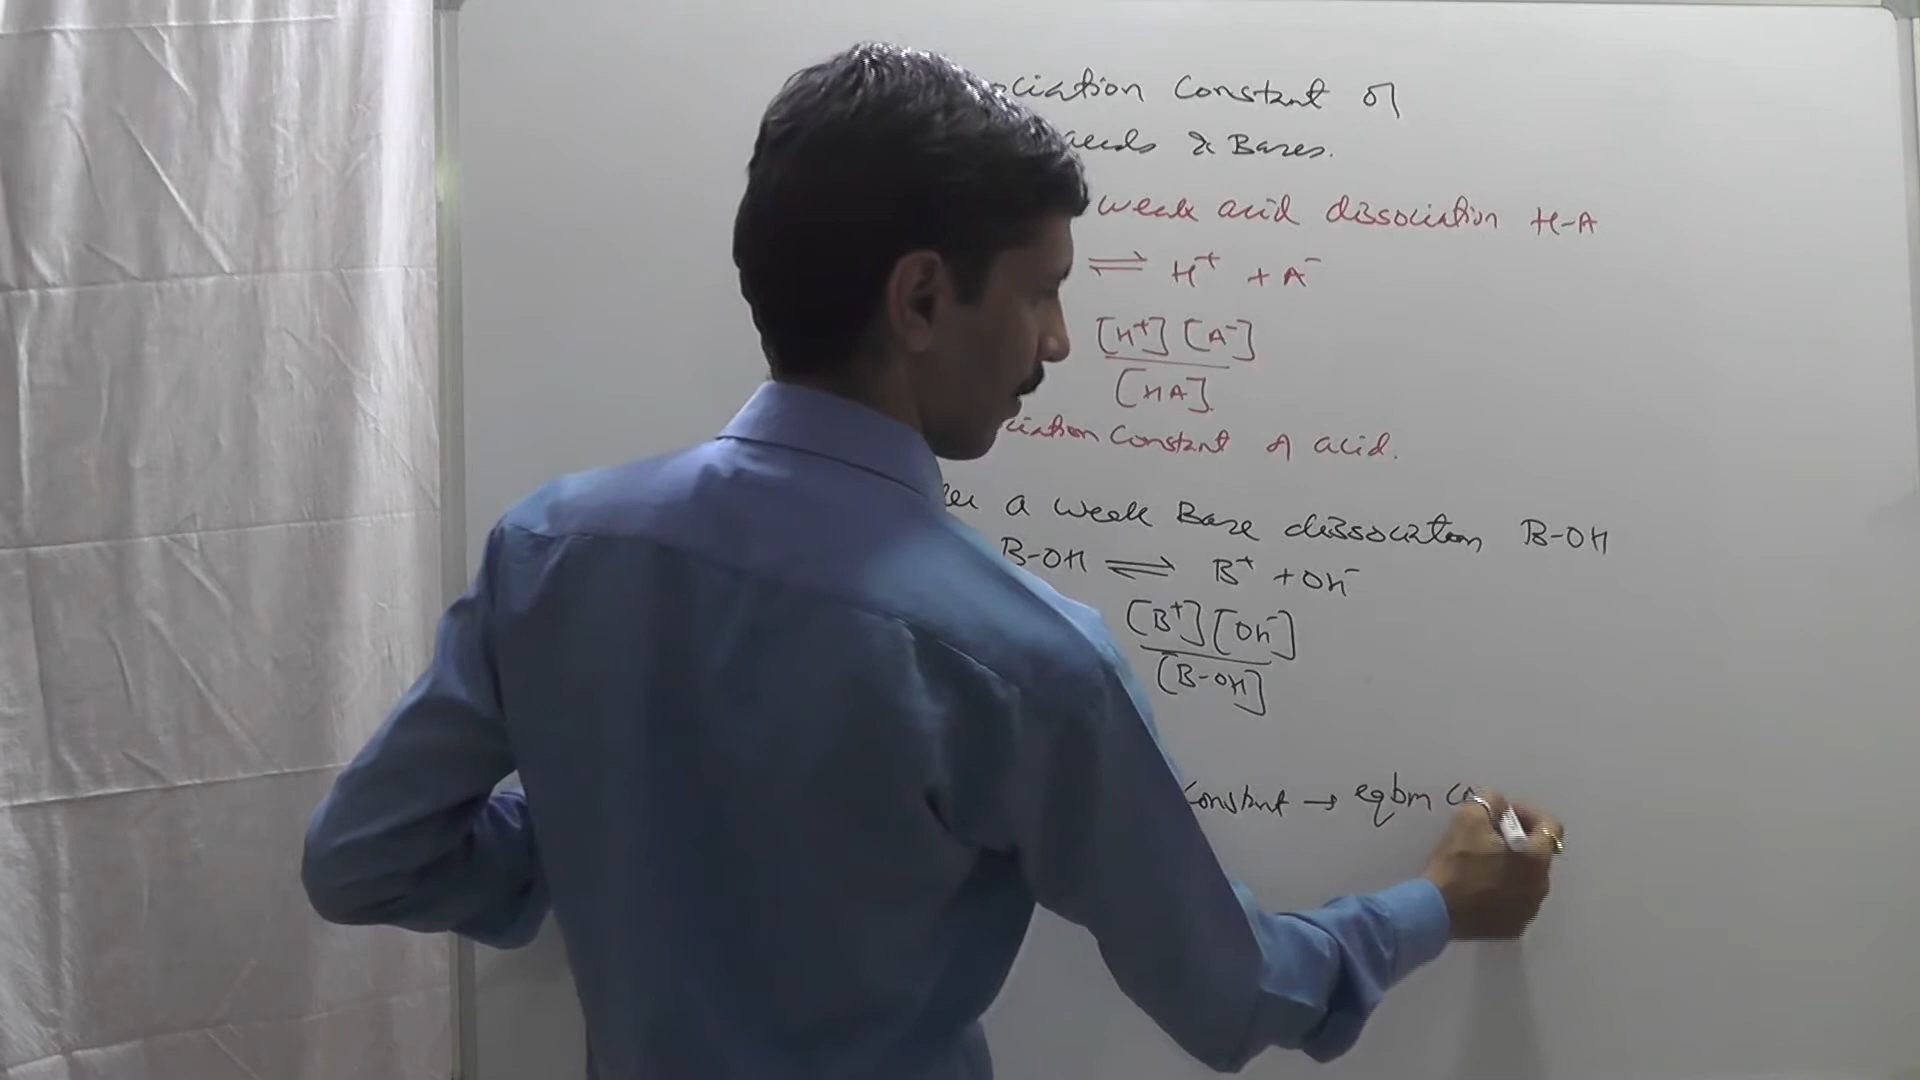 ociation Constant of
acids & Bases.
weak acid dissociation H-A
⇌ H⁺ + A⁻
[H⁺] [A⁻]
[HA].
ciation Constant of acid.
a weak Base dissociation B-OH
B-OH ⇌ B⁺ + OH⁻
[B⁺] [OH⁻]
[B-OH]
Constant → eqbm Co